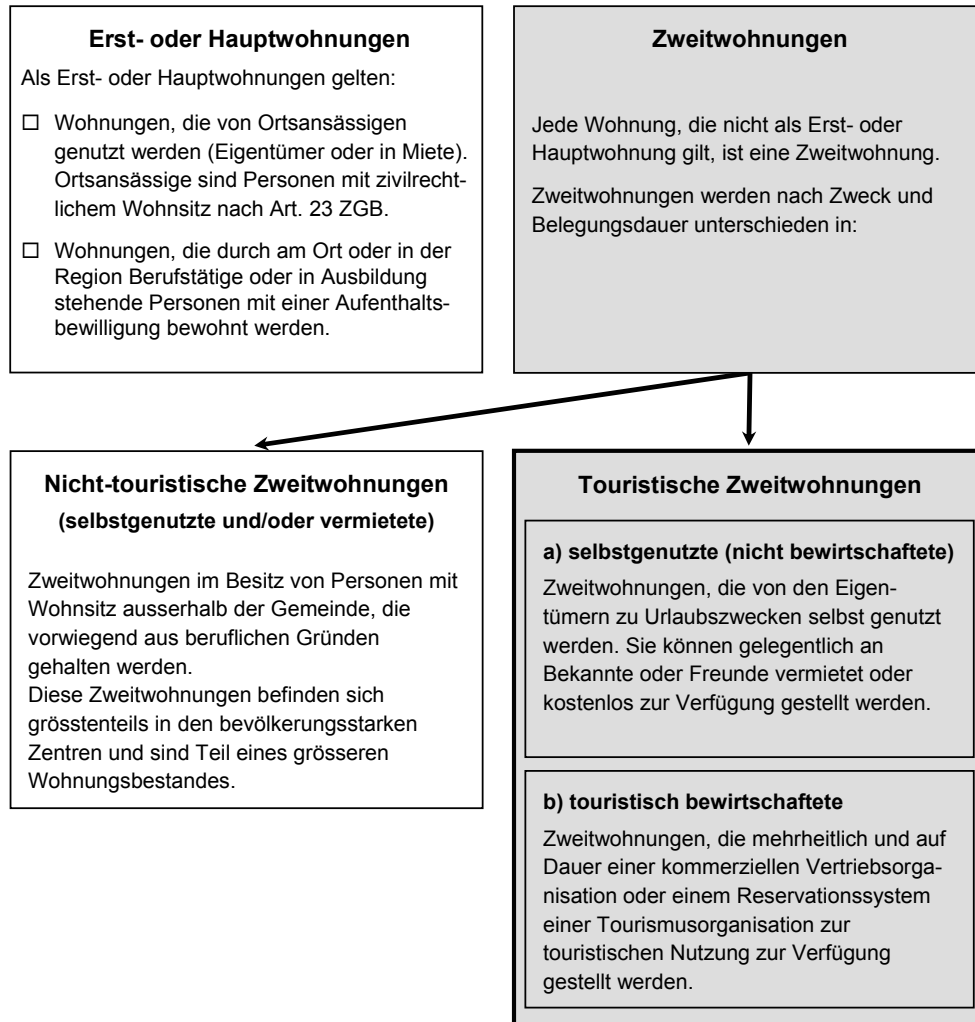 Erst- oder Hauptwohnungen
Als Erst- oder Hauptwohnungen gelten:
☐ Wohnungen, die von Ortsansässigen
genutzt werden (Eigentümer oder in Miete).
Ortsansässige sind Personen mit zivilrecht-
lichem Wohnsitz nach Art. 23 ZGB.
☐ Wohnungen, die durch am Ort oder in der
Region Berufstätige oder in Ausbildung
stehende Personen mit einer Aufenthalts-
bewilligung bewohnt werden.
Zweitwohnungen
Jede Wohnung, die nicht als Erst- oder
Hauptwohnung gilt, ist eine Zweitwohnung.
Zweitwohnungen werden nach Zweck und
Belegungsdauer unterschieden in:
Nicht-touristische Zweitwohnungen
(selbstgenutzte und/oder vermietete)
Zweitwohnungen im Besitz von Personen mit
Wohnsitz ausserhalb der Gemeinde, die
vorwiegend aus beruflichen Gründen
gehalten werden.
Diese Zweitwohnungen befinden sich
grösstenteils in den bevölkerungsstarken
Zentren und sind Teil eines grösseren
Wohnungsbestandes.
Touristische Zweitwohnungen
a) selbstgenutzte (nicht bewirtschaftete)
Zweitwohnungen, die von den Eigen-
tümern zu Urlaubszwecken selbst genutzt
werden. Sie können gelegentlich an
Bekannte oder Freunde vermietet oder
kostenlos zur Verfügung gestellt werden.
b) touristisch bewirtschaftete
Zweitwohnungen, die mehrheitlich und auf
Dauer einer kommerziellen Vertriebsorga-
nisation oder einem Reservationssystem
einer Tourismusorganisation zur
touristischen Nutzung zur Verfügung
gestellt werden.